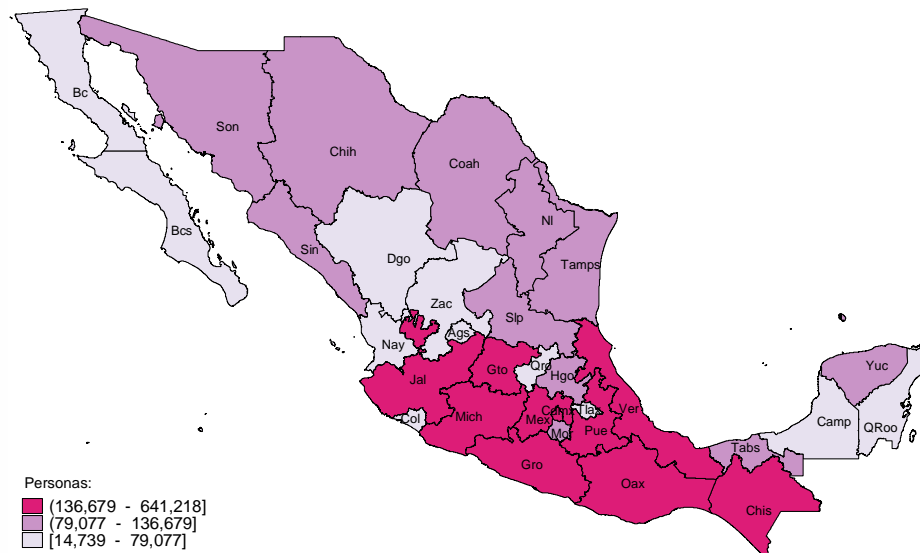 Bc
Son
Chih
Coah
Bcs
Sin
Nl
Dgo
Tamps
Zac
Slp
Ags
Nay
Jal
Gto
Qro
Hgo
Yuc
Col
Mich
Mex
Cdmx
Tlax
Ver
Mor
Pue
Camp
QRoo
Gro
Oax
Tabs
Chis
Personas:
(136,679 - 641,218]
(79,077 - 136,679]
[14,739 - 79,077]